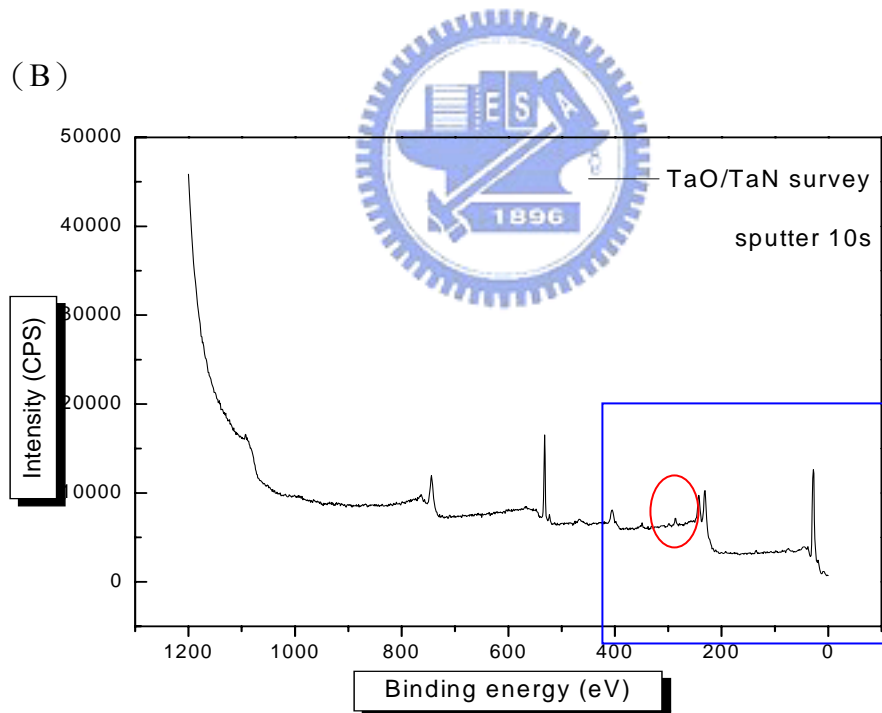 (B)
E S A
1896
50000
40000
30000
20000
10000
0
Intensity (CPS)
TaO/TaN survey
sputter 10s
1200 1000 800 600 400 200 0
Binding energy (eV)